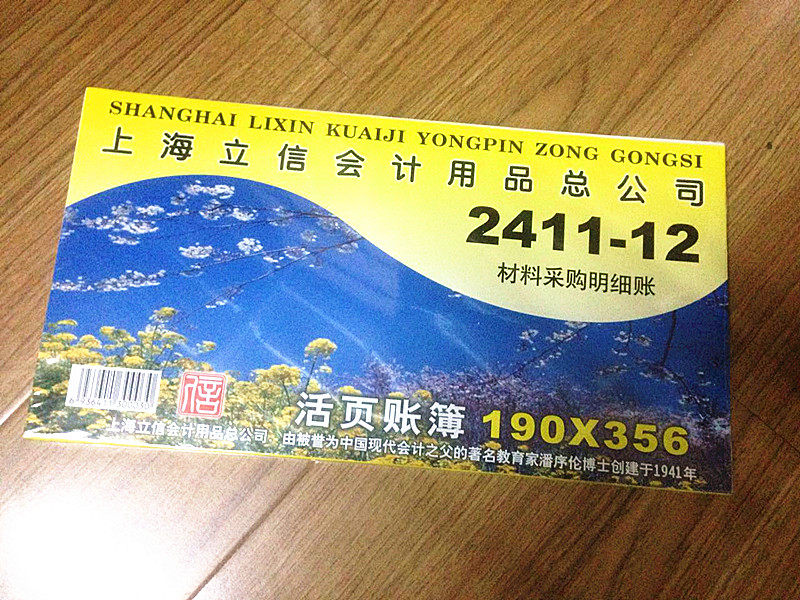 SHANGHAI LIXIN KUAIJI YONGPIN ZONG GONGSI
上海立信会计用品总公司
2411-12
材料采购明细账
信
活页账簿 190X356
上海立信会计用品总公司 由被誉为中国现代会计之父的著名教育家潘序伦博士创建于1941年